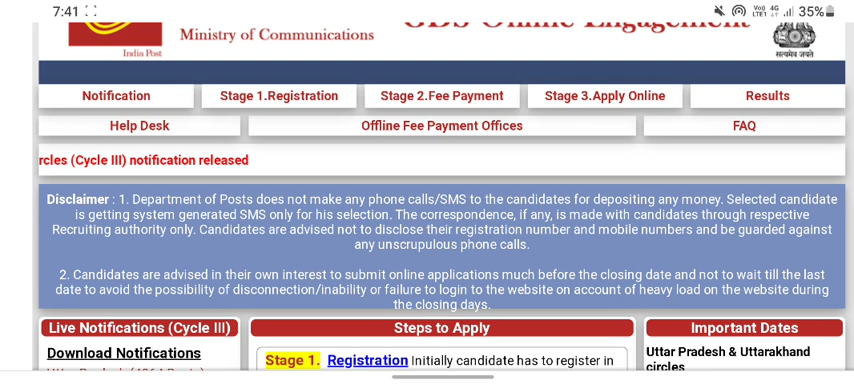 7:41
Voo) 4G
LTE1
35%
GDS Online Engagement
Ministry of Communications
India Post
सत्यमेव जयते
Notification
Stage 1.Registration
Stage 2.Fee Payment
Stage 3.Apply Online
Results
Help Desk
Offline Fee Payment Offices
FAQ
rcles (Cycle III) notification released
Disclaimer : 1. Department of Posts does not make any phone calls/SMS to the candidates for depositing any money. Selected candidate
is getting system generated SMS only for his selection. The correspondence, if any, is made with candidates through respective
Recruiting authority only. Candidates are advised not to disclose their registration number and mobile numbers and be guarded against
any unscrupulous phone calls.
2. Candidates are advised in their own interest to submit online applications much before the closing date and not to wait till the last
date to avoid the possibility of disconnection/inability or failure to login to the website on account of heavy load on the website during
the closing days.
Live Notifications (Cycle III)
Download Notifications
Steps to Apply
Stage 1. Registration Initially candidate has to register in
Important Dates
Uttar Pradesh & Uttarakhand
circles